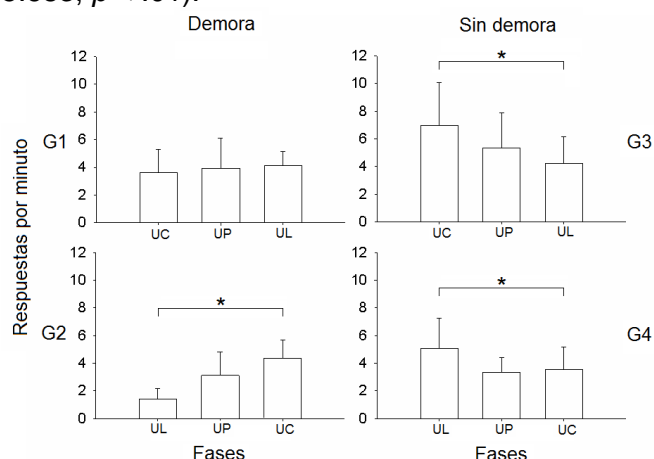 Demora Sin demora
12 12
10 * 10
8 8
G1 6 6 G3
4 4
2 2
0 0
UC UP UL UC UP UL
Respuestas por minuto
12 12
10 * 10
8 * 8
G2 6 6 G4
4 4
2 2
0 0
UL UP UC UL UP UC
Fases Fases